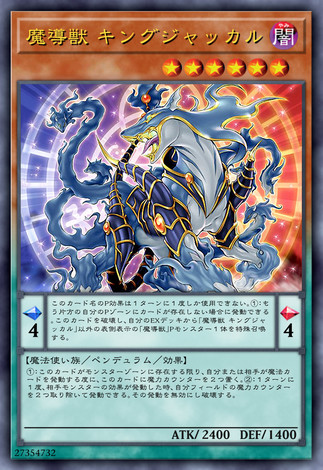 魔導獣 キングジャッカル
闇
やみ
このカード名のP効果は1ターンに1度しか使用できない。①:も
う片方の自分のPゾーンにカードが存在しない場合に発動できる。
このカードを破壊し、自分のEXデッキから「魔導獣 キングジャ
ッカル」以外の表側表示の「魔導獣」Pモンスター1体を特殊召喚
する。
4
4
【魔法使い族/ペンデュラム/効果】
①:このカードがモンスターゾーンに存在する限り、自分または相手が魔法カ
ードを発動する度に、このカードに魔力カウンターを2つ置く。②:1ターンに
1度、相手モンスターの効果が発動した時、自分フィールドの魔力カウンター
を2つ取り除いて発動できる。その発動を無効にし破壊する。
ATK/2400 DEF/1400
27354732